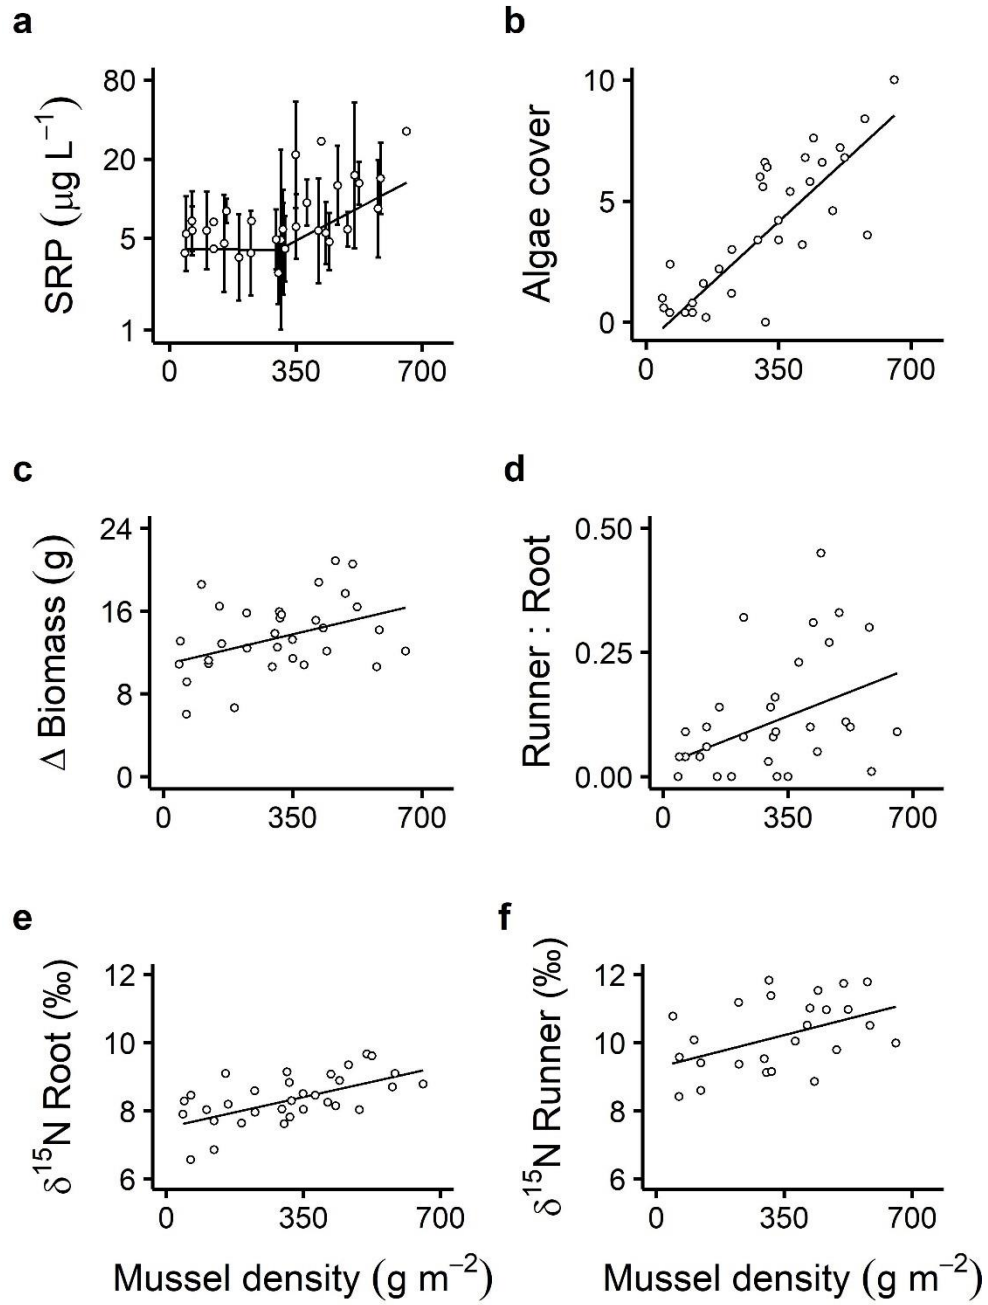 a
SRP (μg L⁻¹)
80
20
5
1
0 350 700
b
Algae cover
10
5
0
0 350 700
c
Δ Biomass (g)
24
16
8
0
0 350 700
d
Runner : Root
0.50
0.25
0.00
0 350 700
e
δ¹⁵N Root (‰)
12
10
8
6
0 350 700
Mussel density (g m⁻²)
f
δ¹⁵N Runner (‰)
12
10
8
6
0 350 700
Mussel density (g m⁻²)